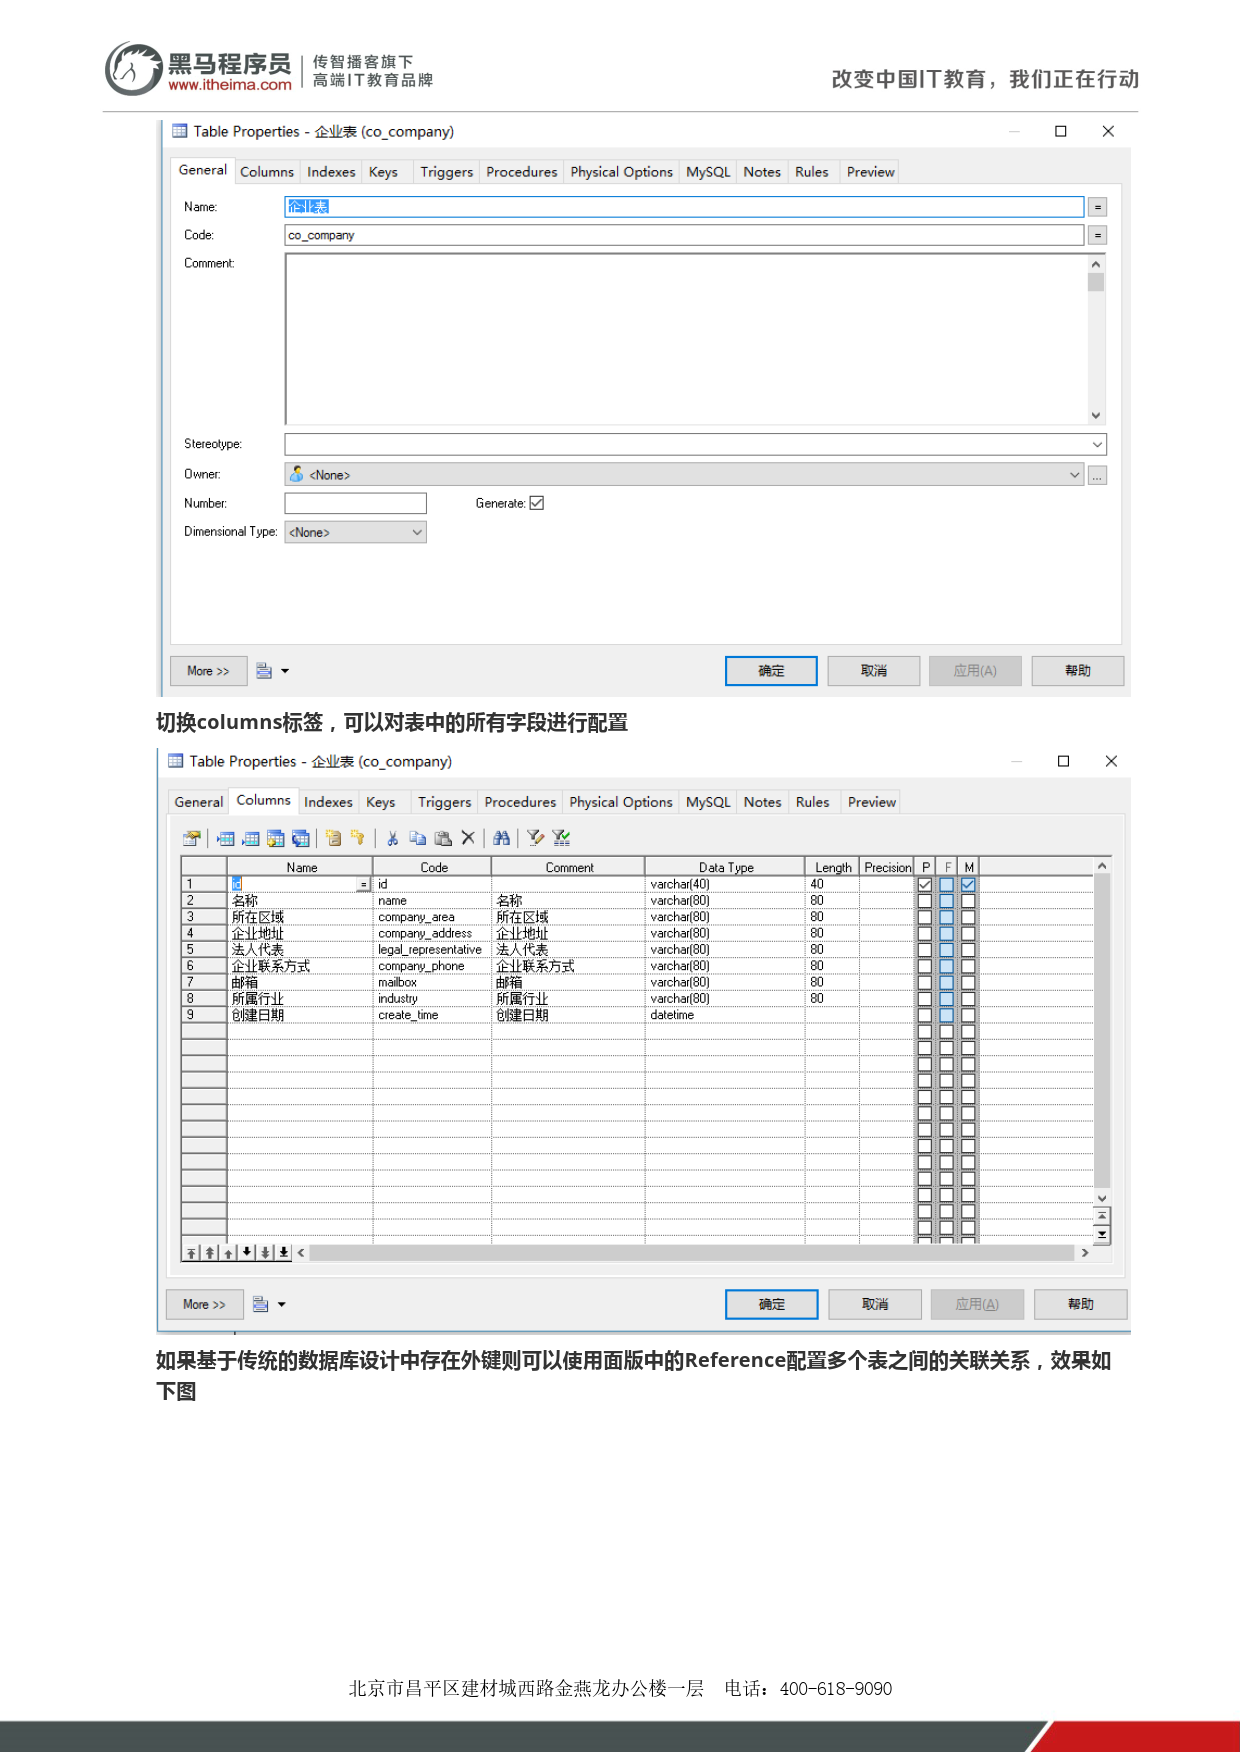 黑马程序员 传智播客旗下
www.itheima.com 高端IT教育品牌
改变中国IT教育，我们正在行动
Table Properties - 企业表 (co_company)
General Columns Indexes Keys Triggers Procedures Physical Options MySQL Notes Rules Preview
Name: 企业表 =
Code: co_company =
Comment:
Stereotype:
Owner: <None> ...
Number: Generate:
Dimensional Type: <None>
More >> 确定 取消 应用(A) 帮助
切换columns标签，可以对表中的所有字段进行配置
Table Properties - 企业表 (co_company)
General Columns Indexes Keys Triggers Procedures Physical Options MySQL Notes Rules Preview
Name Code Comment Data Type Length Precision P F M
1 id = id varchar(40) 40
2 名称 name 名称 varchar(80) 80
3 所在区域 company_area 所在区域 varchar(80) 80
4 企业地址 company_address 企业地址 varchar(80) 80
5 法人代表 legal_representative 法人代表 varchar(80) 80
6 企业联系方式 company_phone 企业联系方式 varchar(80) 80
7 邮箱 mailbox 邮箱 varchar(80) 80
8 所属行业 industry 所属行业 varchar(80) 80
9 创建日期 create_time 创建日期 datetime
More >> 确定 取消 应用(A) 帮助
如果基于传统的数据库设计中存在外键则可以使用面版中的Reference配置多个表之间的关联关系，效果如
下图
北京市昌平区建材城西路金燕龙办公楼一层 电话：400-618-9090